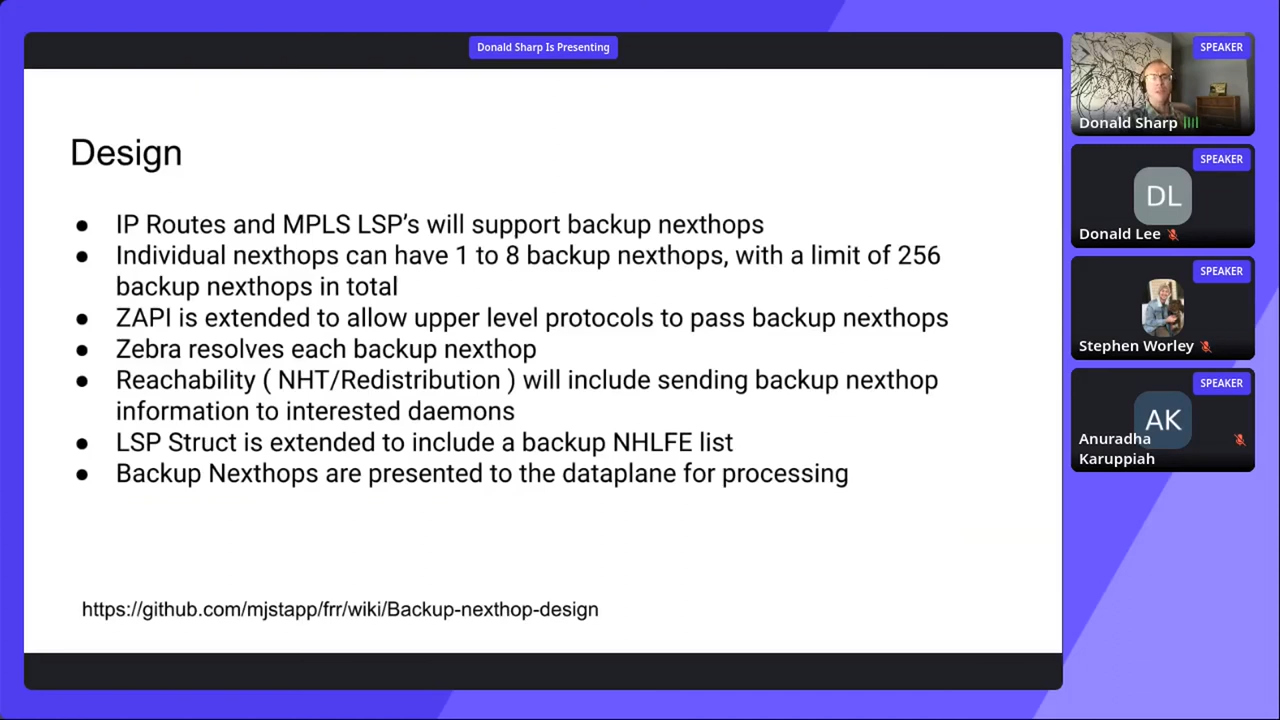 Donald Sharp Is Presenting
Design
● IP Routes and MPLS LSP’s will support backup nexthops
● Individual nexthops can have 1 to 8 backup nexthops, with a limit of 256
backup nexthops in total
● ZAPI is extended to allow upper level protocols to pass backup nexthops
● Zebra resolves each backup nexthop
● Reachability ( NHT/Redistribution ) will include sending backup nexthop
information to interested daemons
● LSP Struct is extended to include a backup NHLFE list
● Backup Nexthops are presented to the dataplane for processing
https://github.com/mjstapp/frr/wiki/Backup-nexthop-design
SPEAKER
Donald Sharp
SPEAKER
DL
Donald Lee
SPEAKER
Stephen Worley
SPEAKER
AK
Anuradha
Karuppiah